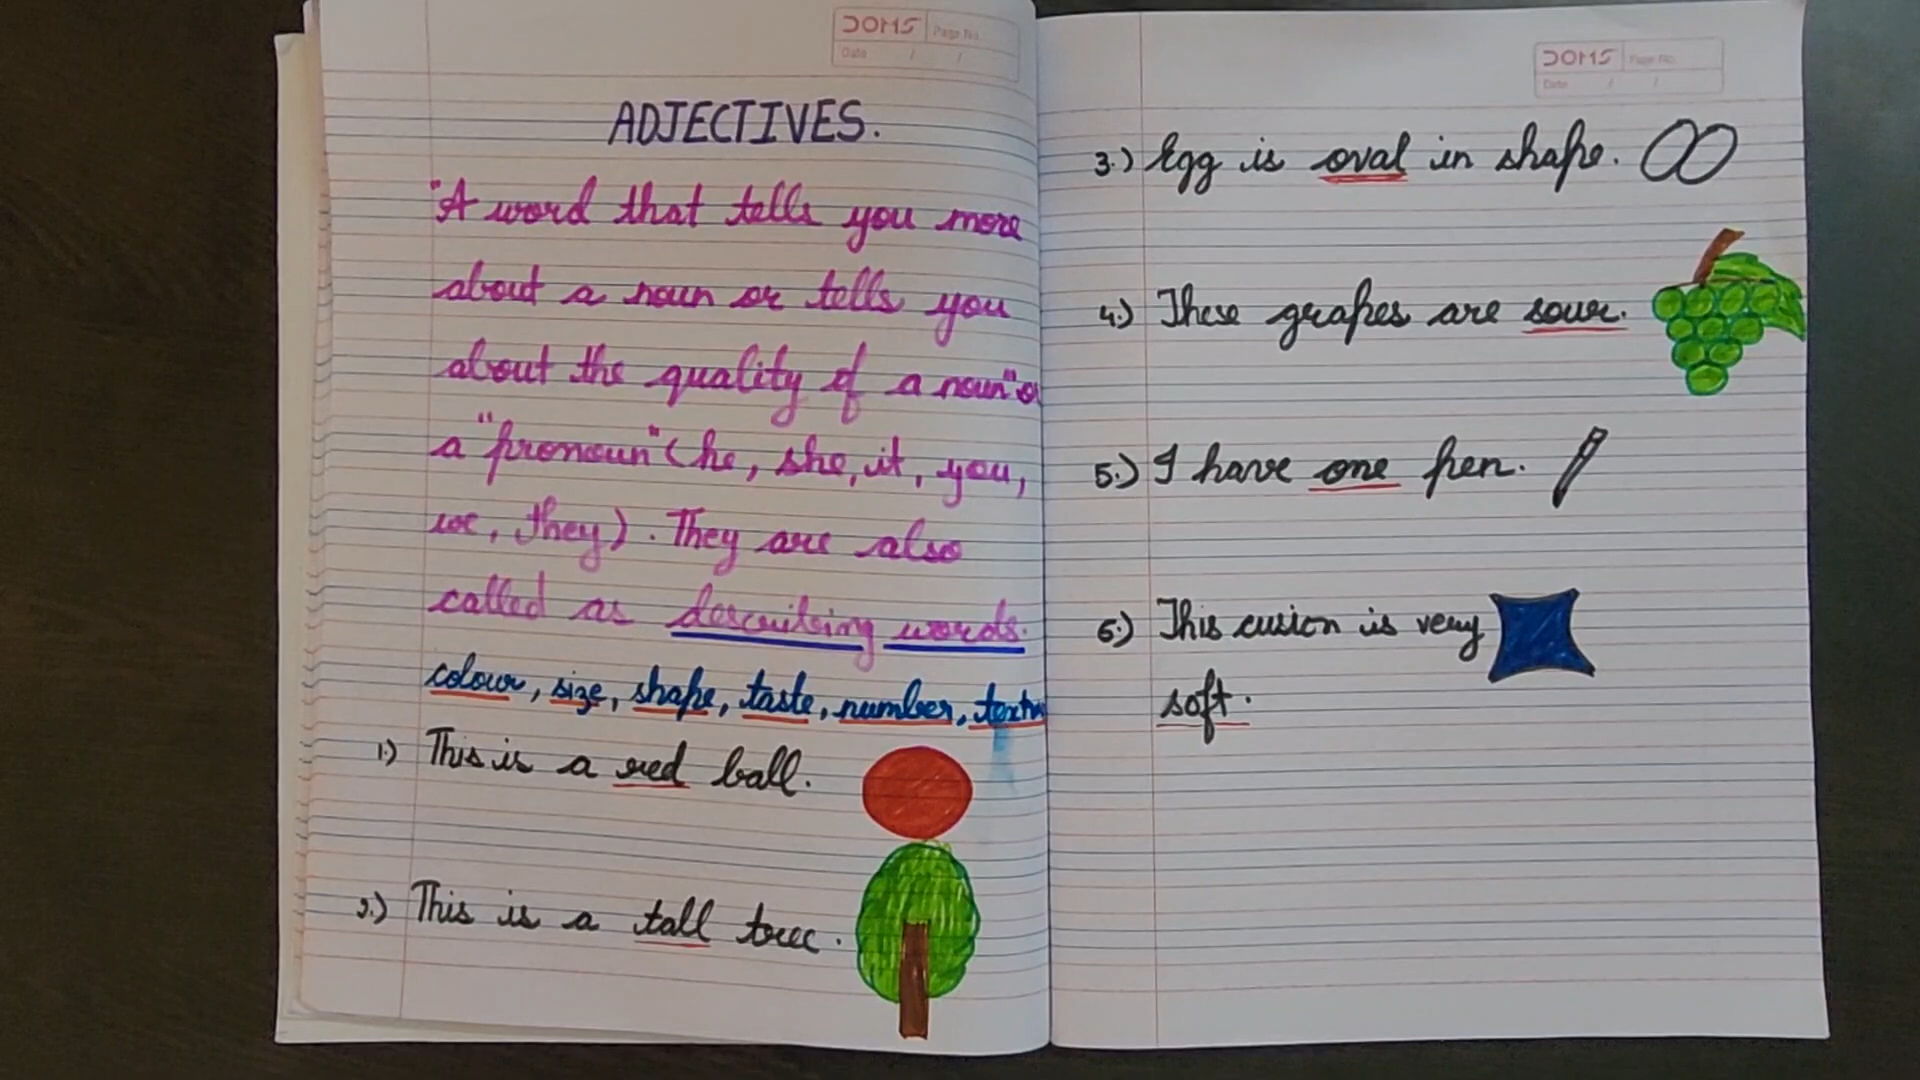 DOMS Page No.
Date / /
ADJECTIVES.
"A word that tells you more
about a noun or tells you
about the quality of a noun" or
a "pronoun" (he, she, it, you,
we, they). They are also
called as describing words.
colour, size, shape, taste, number, textu
1.) This is a red ball.
2.) This is a tall tree.
DOMS Page No.
Date / /
3.) Egg is oval in shape.
4.) These grapes are sour.
5.) I have one pen.
6.) This cusion is very
soft.